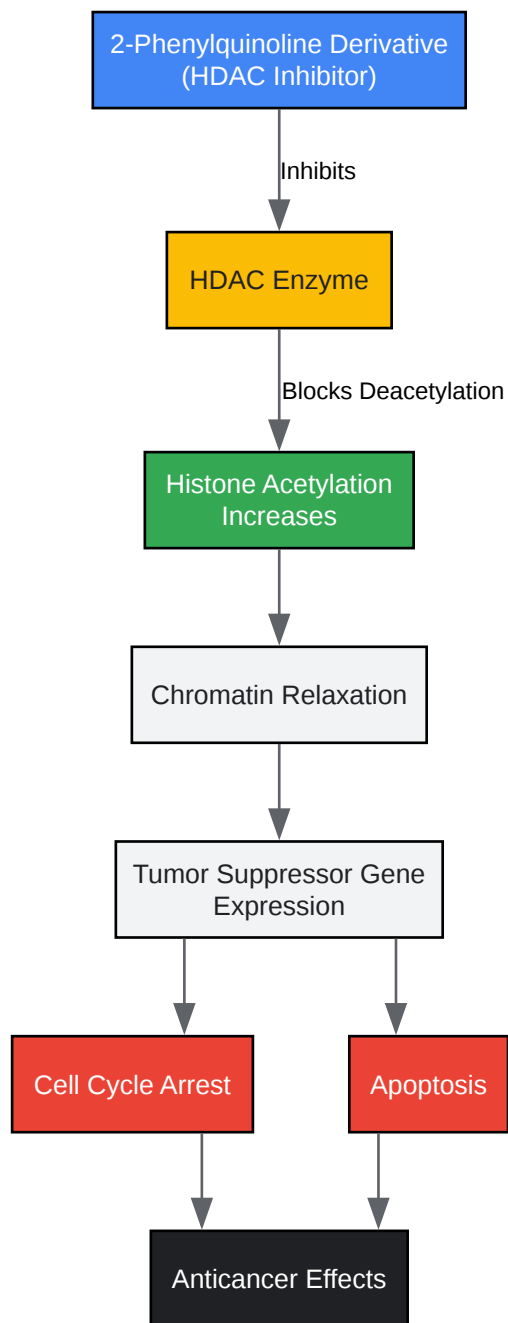 2-Phenylquinoline Derivative
(HDAC Inhibitor)
Inhibits
HDAC Enzyme
Blocks Deacetylation
Histone Acetylation
Increases
Chromatin Relaxation
Tumor Suppressor Gene
Expression
Cell Cycle Arrest
Apoptosis
Anticancer Effects